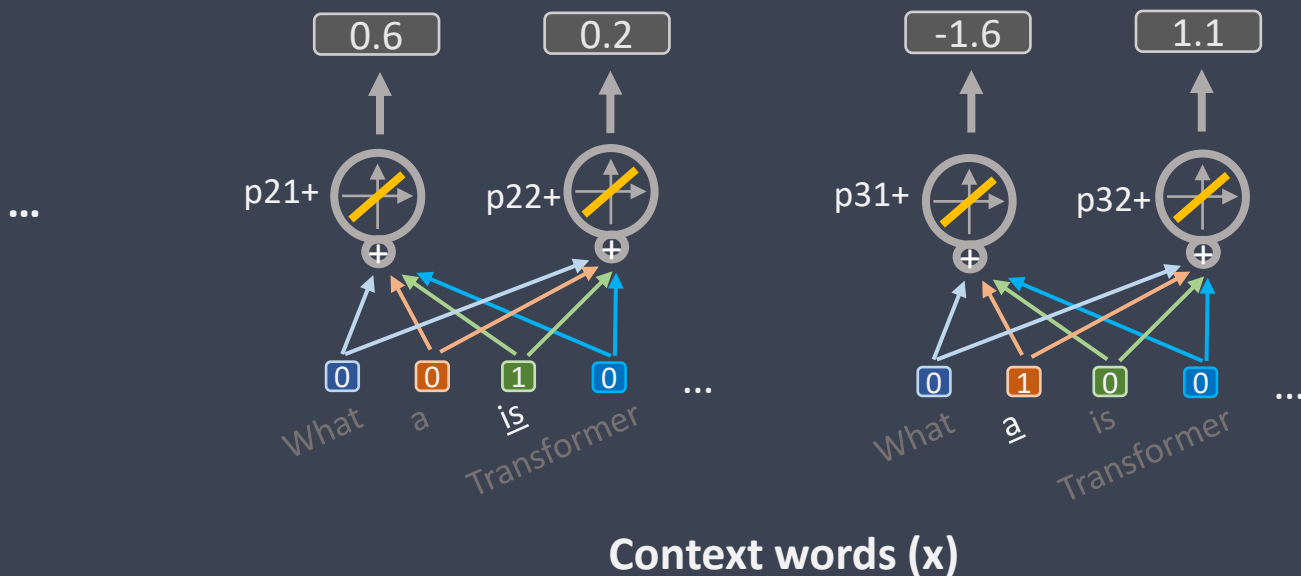 0.6 0.2 -1.6 1.1
... p21+ p22+ p31+ p32+
+ + + +
0 0 1 0 ... 0 1 0 0 ...
What a is Transformer What a is Transformer
Context words (x)